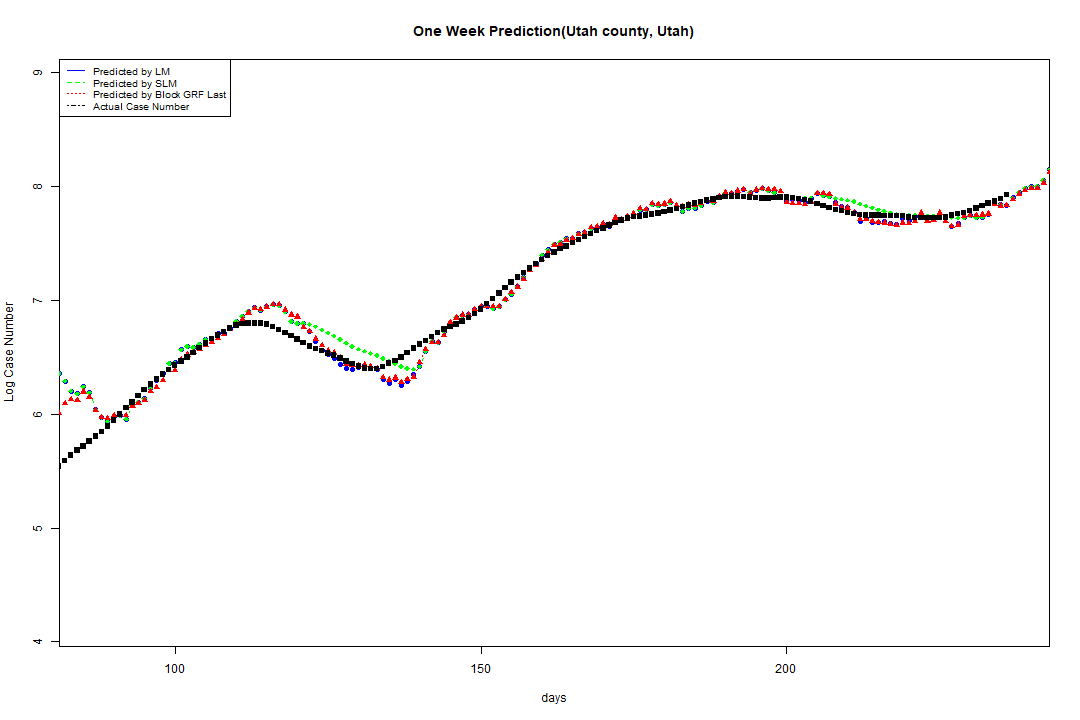 One Week Prediction(Utah county, Utah)
Predicted by LM
Predicted by SLM
Predicted by Block GRF Last
Actual Case Number
9
8
7
6
5
4
Log Case Number
100 150 200
days